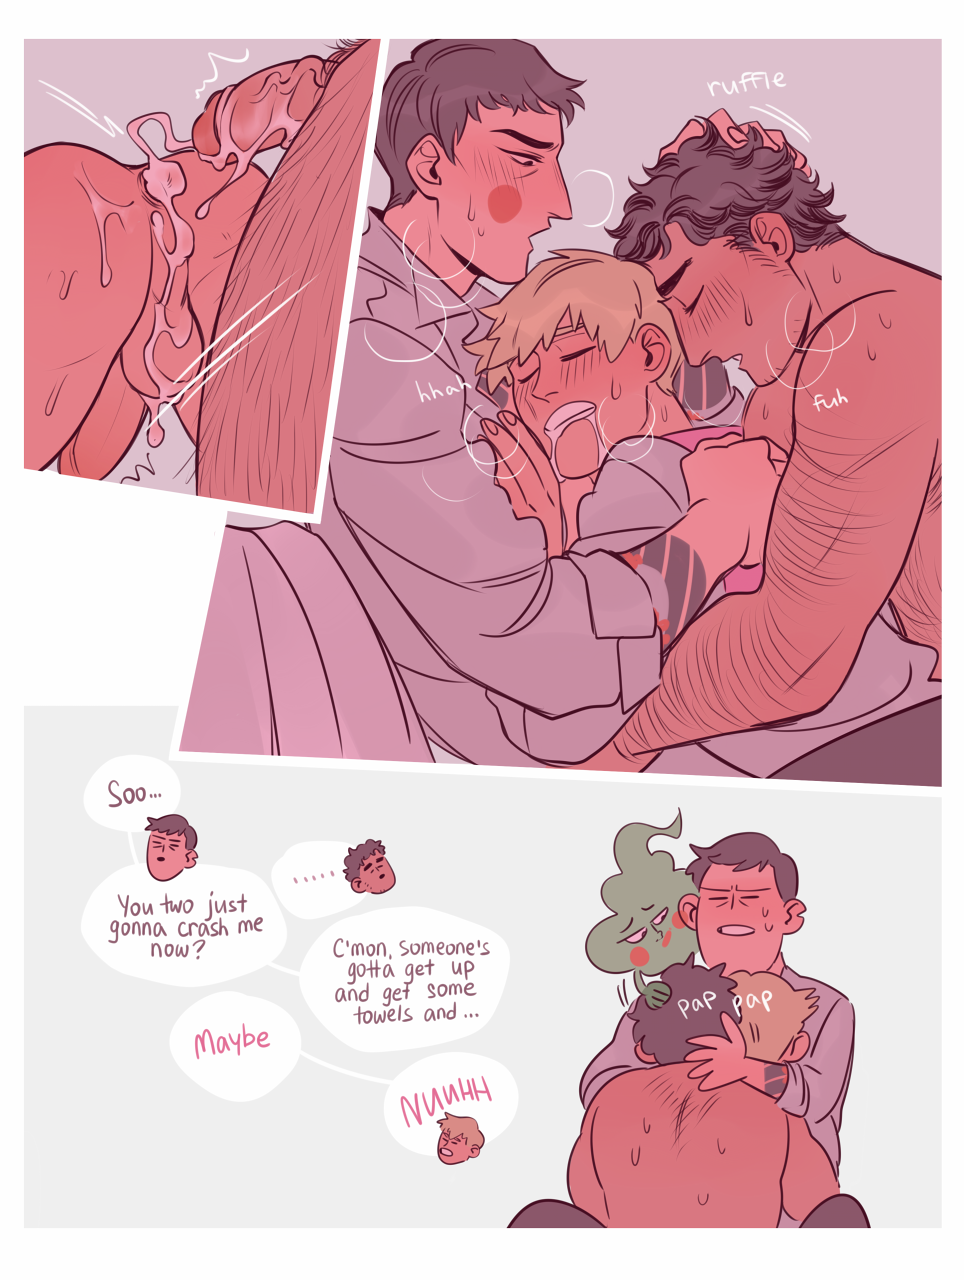 ruffle
hhah
fuh
Soo...
You two just
gonna crash me
now?
......
C'mon, someone's
gotta get up
and get some
towels and ...
Maybe
NUUHH
pap pap